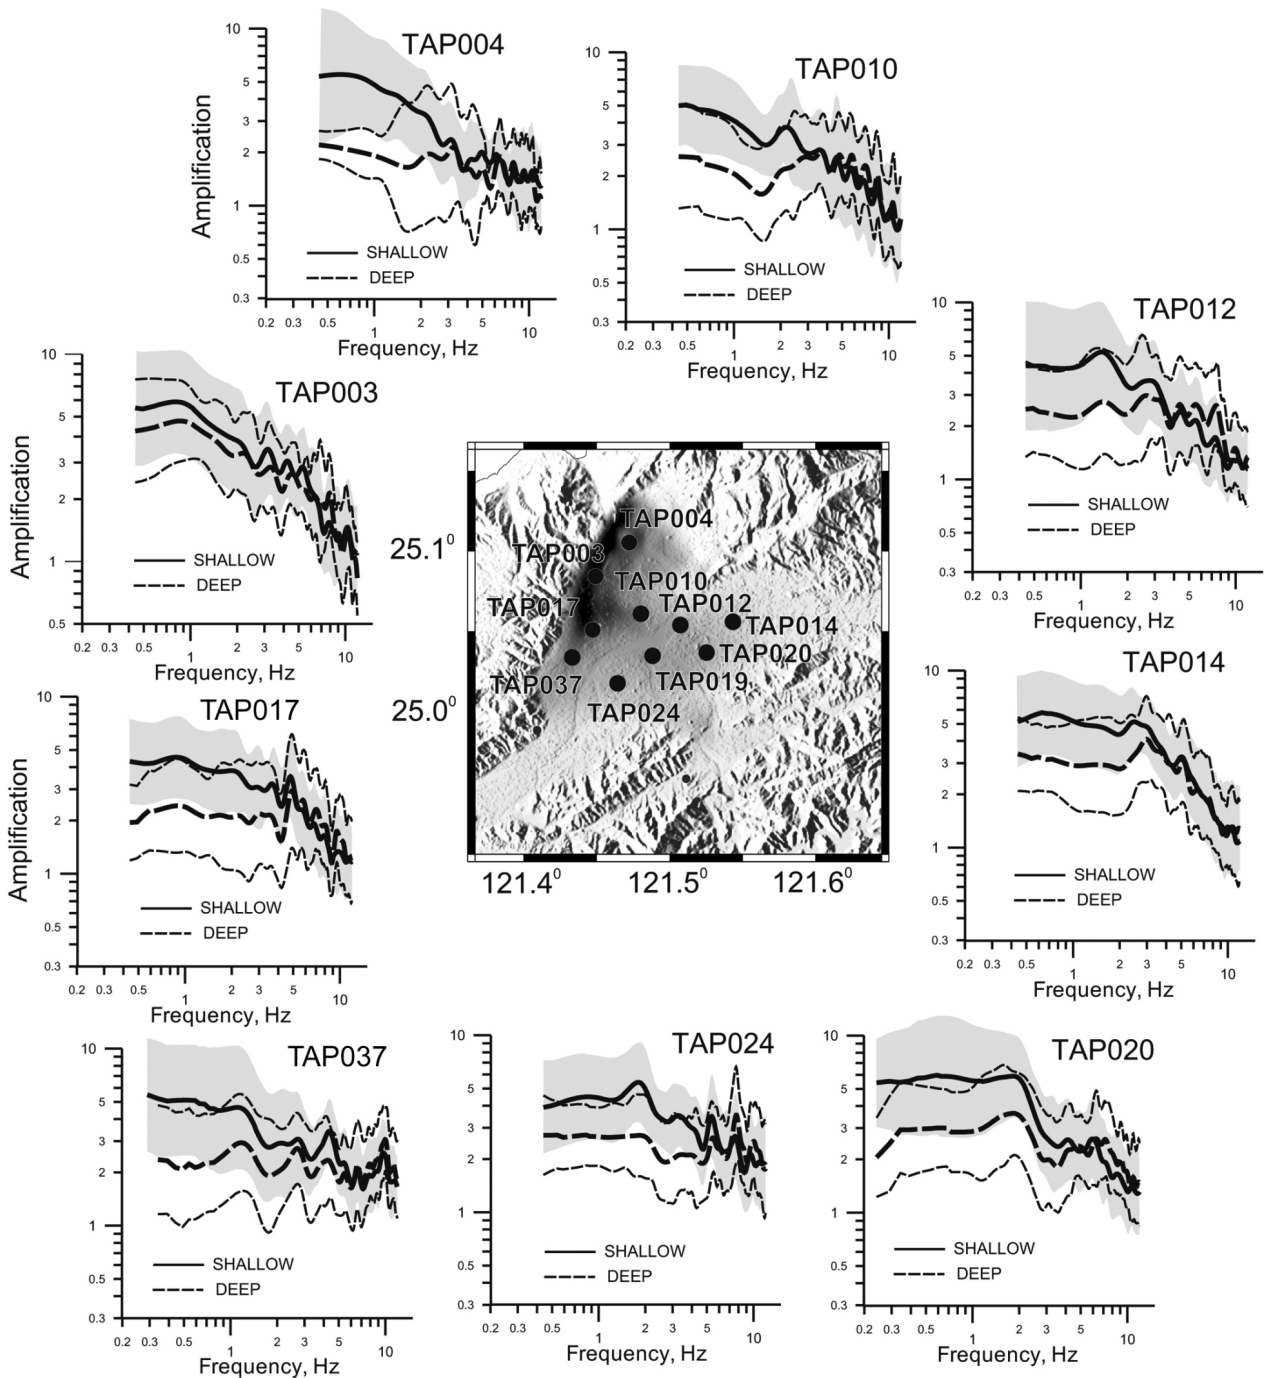 TAP004
10
5
3
2
1
0.5
0.3
Amplification
SHALLOW
DEEP
0.2 0.3 0.5 1 2 3 5 10
Frequency, Hz
TAP010
10
5
3
2
1
0.5
0.3
SHALLOW
DEEP
0.2 0.3 0.5 1 2 3 5 10
Frequency, Hz
TAP012
10
5
3
2
1
0.5
0.3
SHALLOW
DEEP
0.2 0.3 0.5 1 2 3 5 10
Frequency, Hz
TAP003
10
5
3
2
1
0.5
Amplification
SHALLOW
DEEP
0.2 0.3 0.5 1 2 3 5 10
Frequency, Hz
TAP004
25.1⁰
TAP003
TAP010
TAP017
TAP012
TAP014
TAP020
TAP037
TAP019
25.0⁰
TAP024
121.4⁰ 121.5⁰ 121.6⁰
TAP014
10
5
3
2
1
0.5
0.3
SHALLOW
DEEP
0.2 0.3 0.5 1 2 3 5 10
Frequency, Hz
TAP017
10
5
3
2
1
0.5
0.3
Amplification
SHALLOW
DEEP
0.2 0.3 0.5 1 2 3 5 10
Frequency, Hz
TAP037
10
5
3
2
1
0.5
0.3
SHALLOW
DEEP
0.2 0.3 0.5 1 2 3 5 10
Frequency, Hz
TAP024
10
5
3
2
1
0.5
0.3
SHALLOW
DEEP
0.2 0.3 0.5 1 2 3 5 10
Frequency, Hz
TAP020
10
5
3
2
1
0.5
0.3
SHALLOW
DEEP
0.2 0.3 0.5 1 2 3 5 10
Frequency, Hz